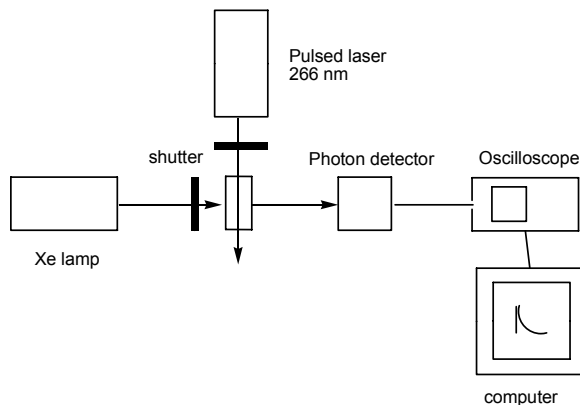 Pulsed laser
266 nm
shutter
Photon detector
Oscilloscope
Xe lamp
computer